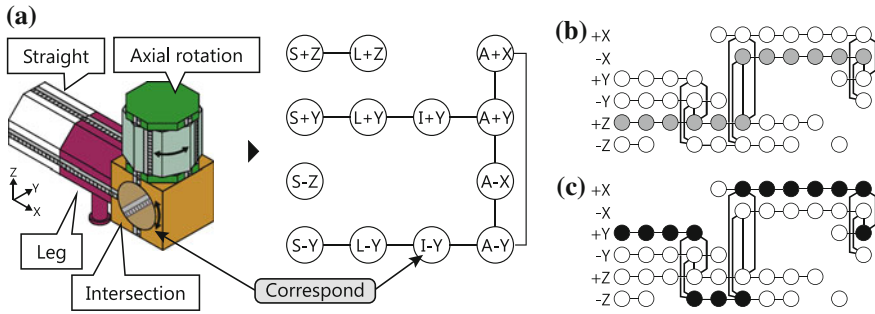 (a)
Straight
Axial rotation
Z
Y
X
Leg
Intersection
Correspond
S+Z L+Z A+X
S+Y L+Y I+Y A+Y
S-Z A-X
S-Y L-Y I-Y A-Y
(b)
+X
-X
+Y
-Y
+Z
-Z
(c)
+X
-X
+Y
-Y
+Z
-Z